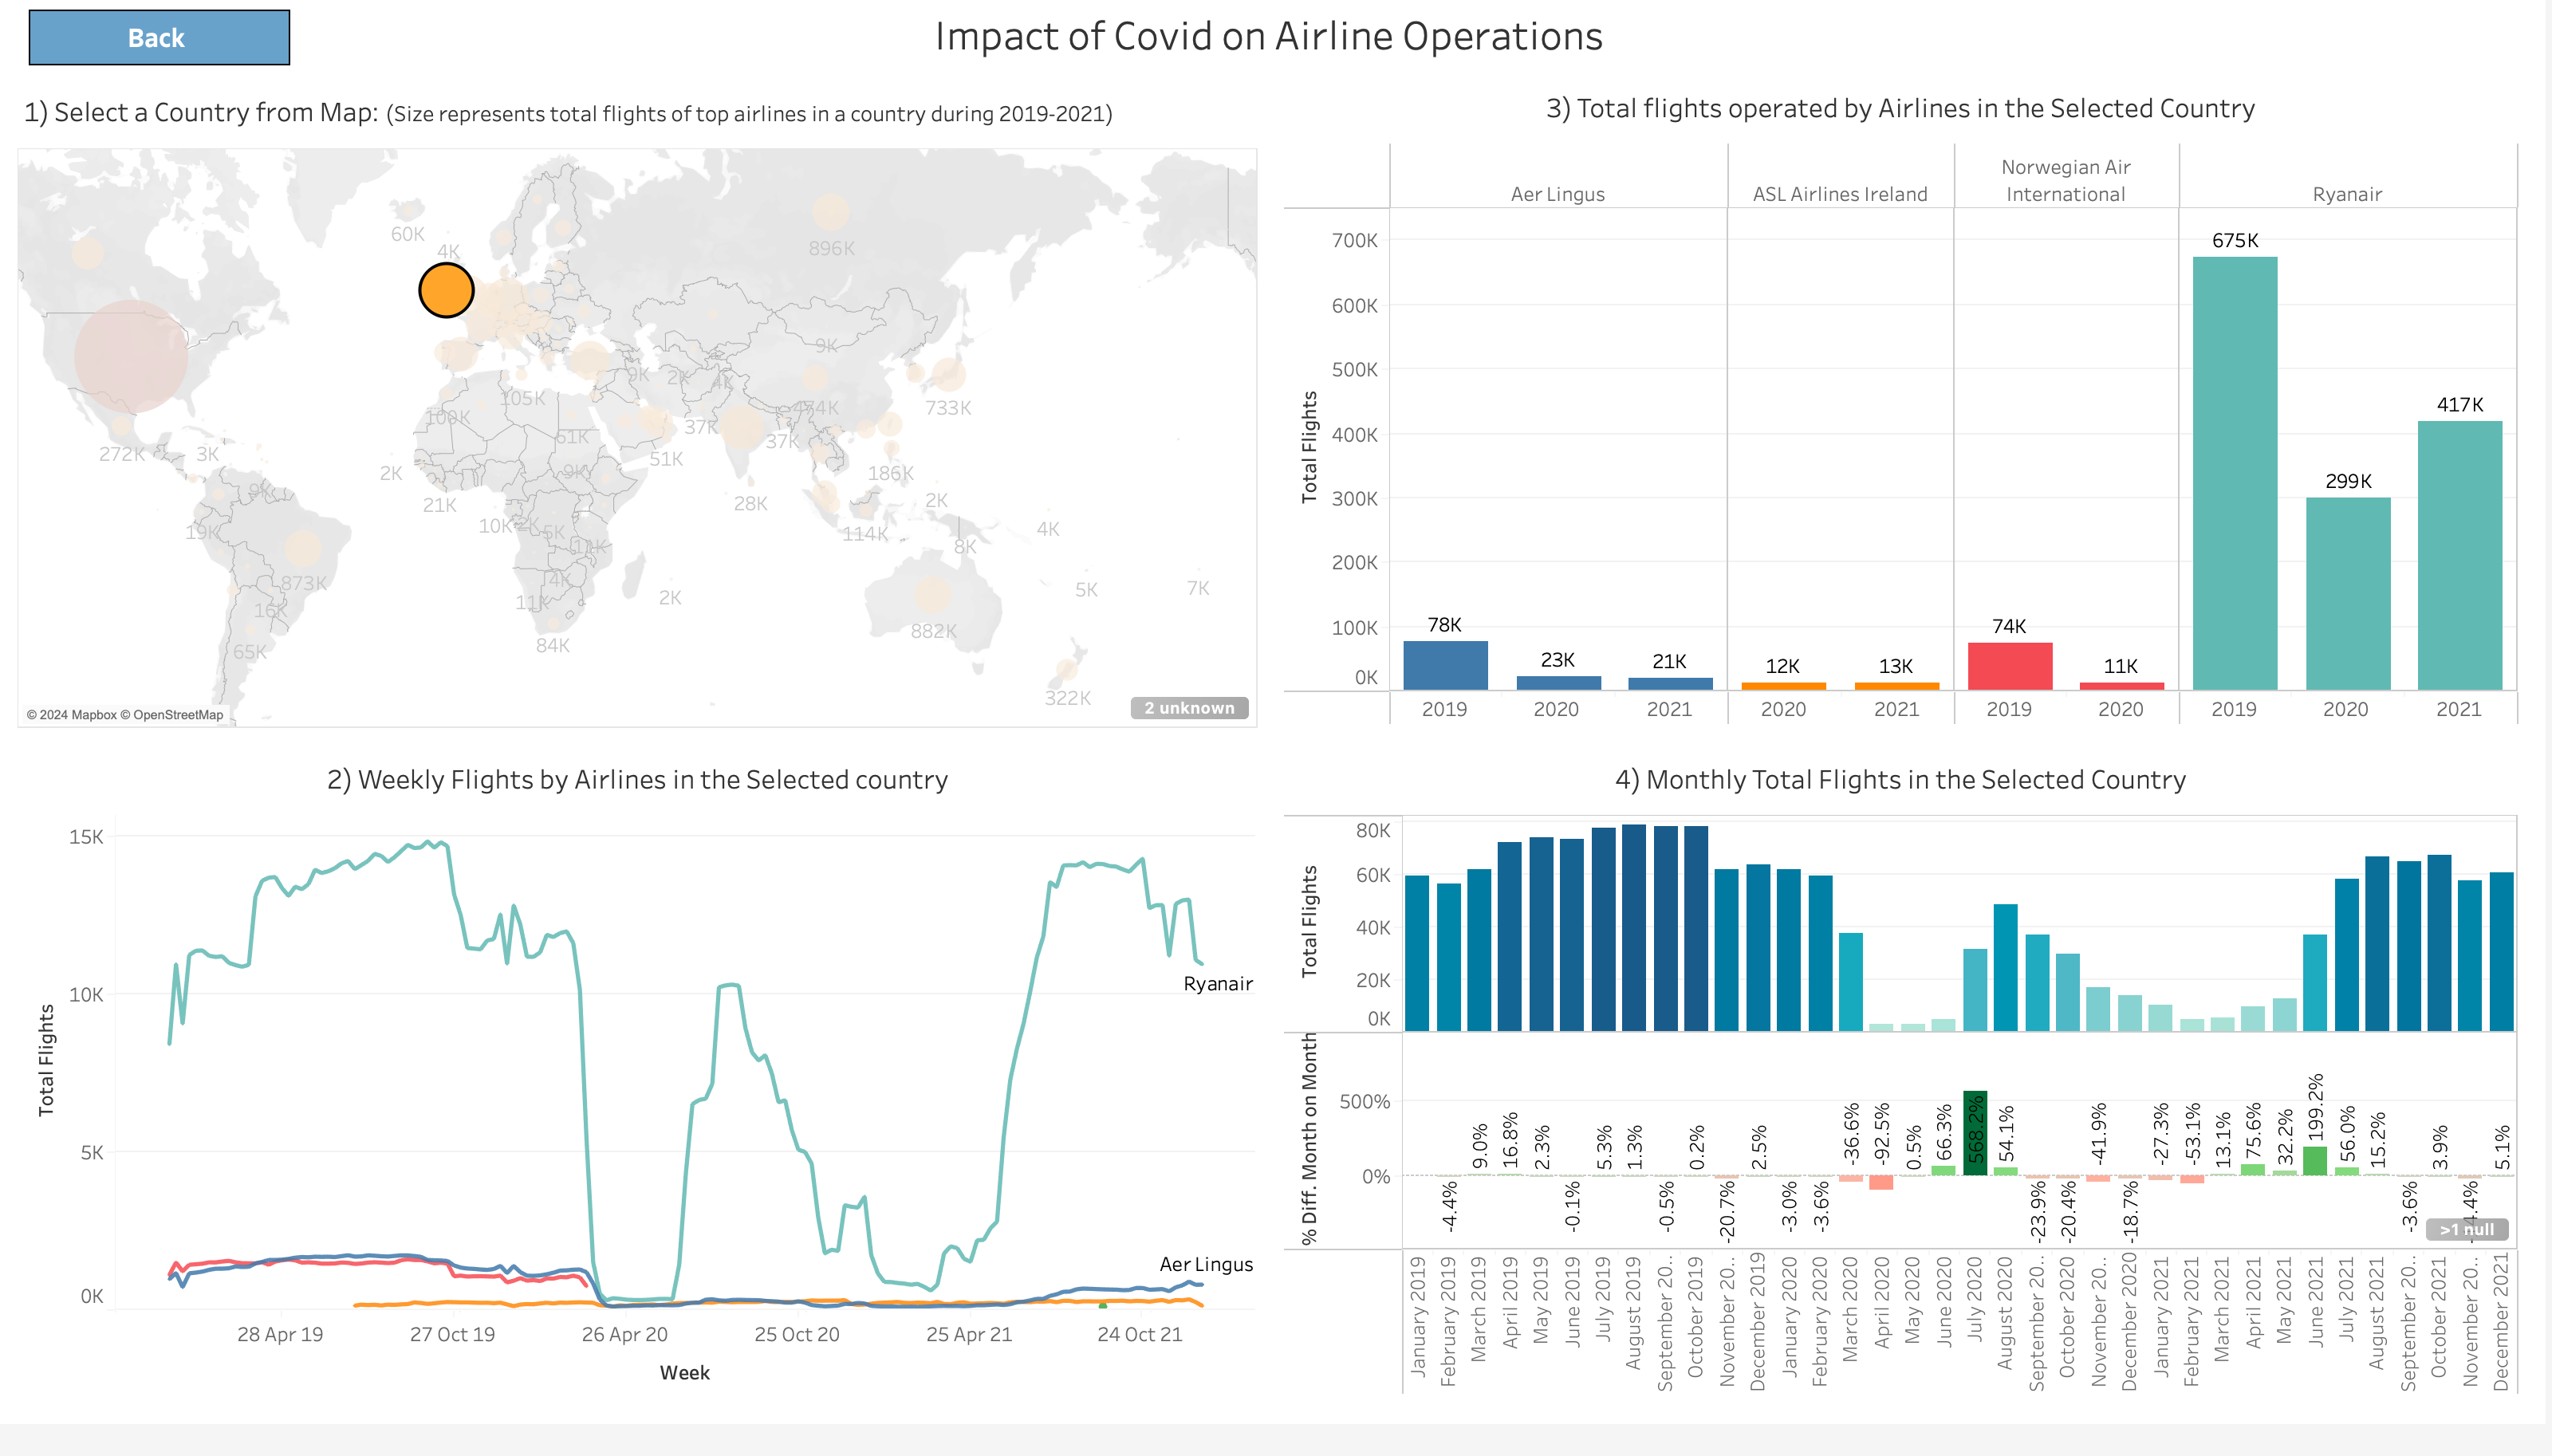 Back
Impact of Covid on Airline Operations
1) Select a Country from Map: (Size represents total flights of top airlines in a country during 2019-2021)
60K
4K
896K
9K
9K
2K
4K
105K
474K
733K
100K
37K
37K
61K
272K
3K
51K
2K
9K
186K
9K
21K
28K
2K
10K
2K
5K
19K
114K
4K
11K
8K
873K
4K
5K
7K
16K
11K
2K
882K
84K
65K
322K
© 2024 Mapbox © OpenStreetMap
2 unknown
3) Total flights operated by Airlines in the Selected Country
Norwegian Air
Aer Lingus
ASL Airlines Ireland
International
Ryanair
Total Flights
700K
600K
500K
400K
300K
200K
100K
0K
78K
23K
21K
12K
13K
74K
11K
675K
299K
417K
2019
2020
2021
2020
2021
2019
2020
2019
2020
2021
2) Weekly Flights by Airlines in the Selected country
Total Flights
15K
10K
5K
0K
Ryanair
Aer Lingus
28 Apr 19
27 Oct 19
26 Apr 20
25 Oct 20
25 Apr 21
24 Oct 21
Week
4) Monthly Total Flights in the Selected Country
Total Flights
80K
60K
40K
20K
0K
% Diff. Month on Month
500%
0%
-4.4%
9.0%
16.8%
2.3%
-0.1%
5.3%
1.3%
-0.5%
0.2%
-20.7%
2.5%
-3.0%
-3.6%
-36.6%
-92.5%
0.5%
66.3%
568.2%
54.1%
-23.9%
-20.4%
-41.9%
-18.7%
-27.3%
-53.1%
13.1%
75.6%
32.2%
199.2%
56.0%
15.2%
-3.6%
3.9%
5.1%
>1 null
January 2019
February 2019
March 2019
April 2019
May 2019
June 2019
July 2019
August 2019
September 20..
October 2019
November 20..
December 2019
January 2020
February 2020
March 2020
April 2020
May 2020
June 2020
July 2020
August 2020
September 20..
October 2020
November 20..
December 2020
January 2021
February 2021
March 2021
April 2021
May 2021
June 2021
July 2021
August 2021
September 20..
October 2021
November 20..
December 2021